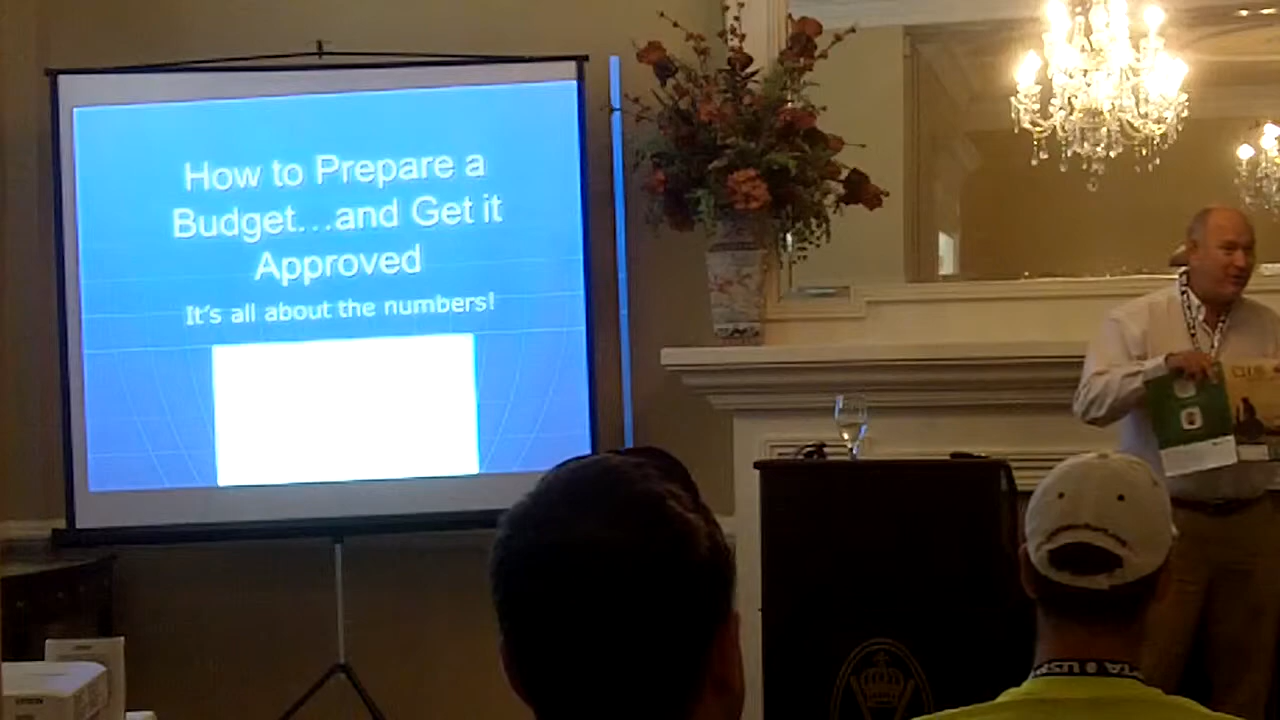 How to Prepare a
Budget...and Get it
Approved
It's all about the numbers!